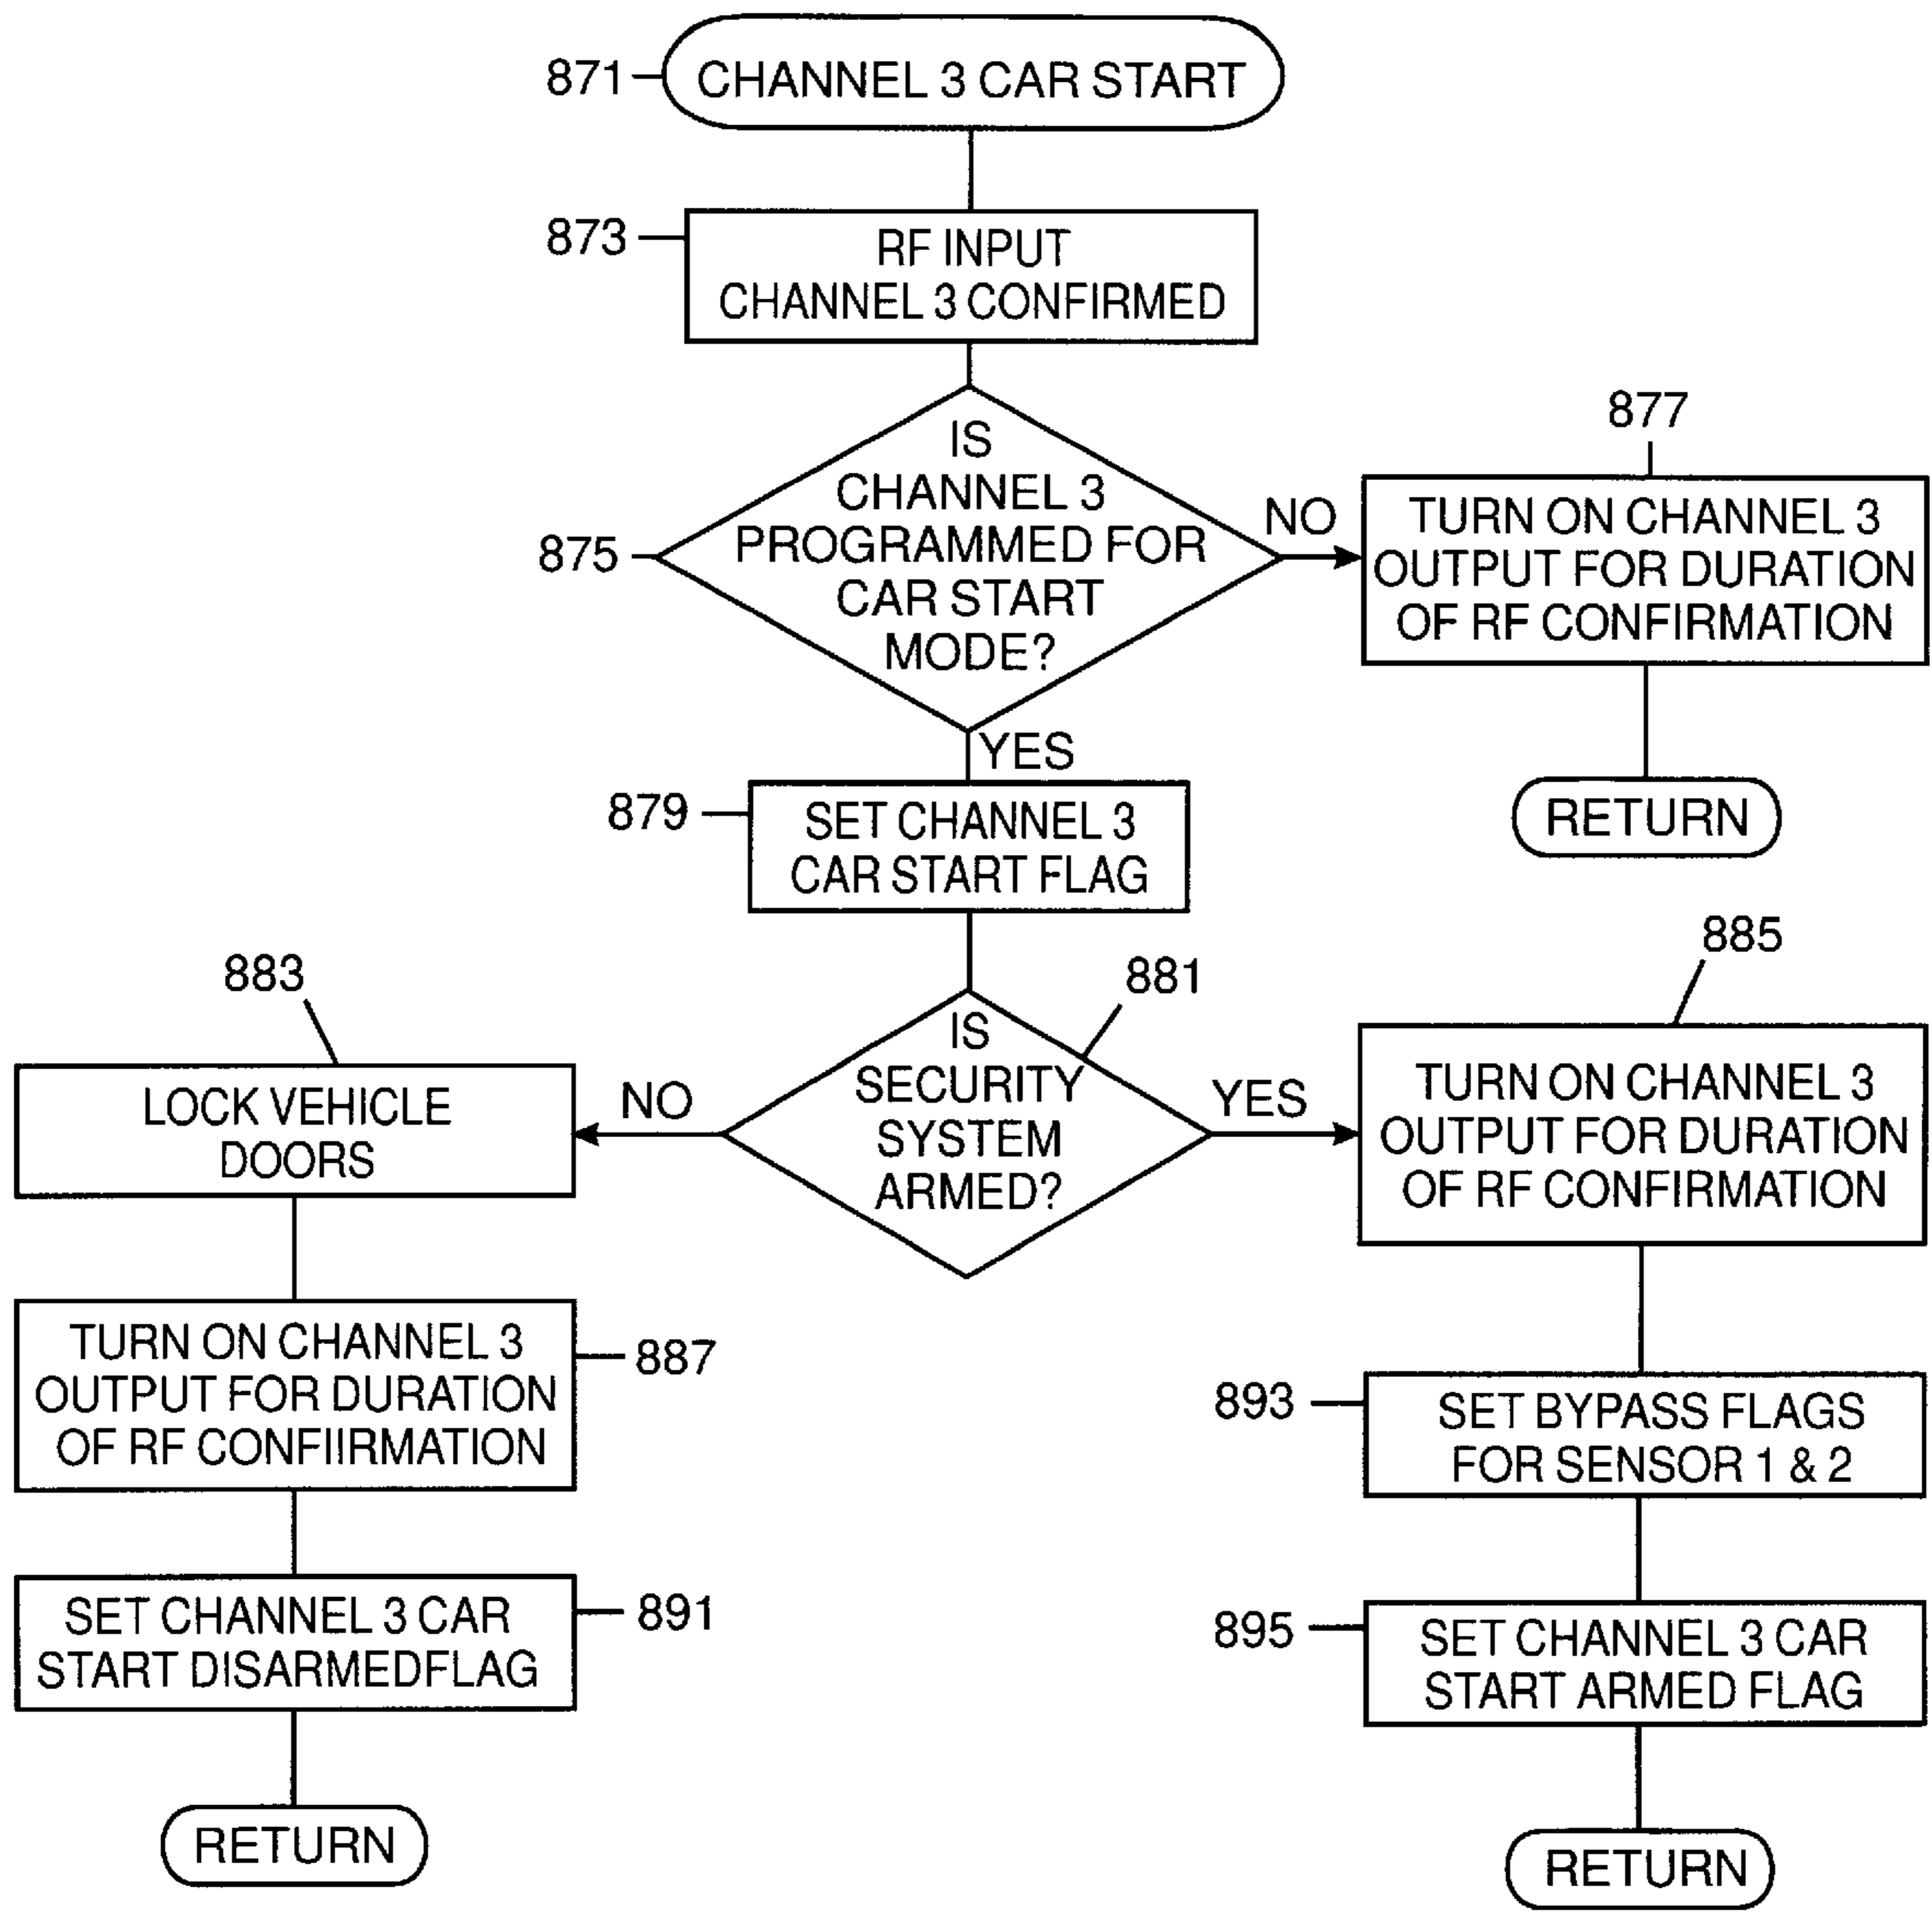 871
CHANNEL 3 CAR START
873
RF INPUT
CHANNEL 3 CONFIRMED
875
IS
CHANNEL 3
PROGRAMMED FOR
CAR START
MODE?
NO
877
TURN ON CHANNEL 3
OUTPUT FOR DURATION
OF RF CONFIRMATION
RETURN
YES
879
SET CHANNEL 3
CAR START FLAG
881
IS
SECURITY
SYSTEM
ARMED?
NO
883
LOCK VEHICLE
DOORS
887
TURN ON CHANNEL 3
OUTPUT FOR DURATION
OF RF CONFIIRMATION
891
SET CHANNEL 3 CAR
START DISARMEDFLAG
RETURN
YES
885
TURN ON CHANNEL 3
OUTPUT FOR DURATION
OF RF CONFIRMATION
893
SET BYPASS FLAGS
FOR SENSOR 1 & 2
895
SET CHANNEL 3 CAR
START ARMED FLAG
RETURN